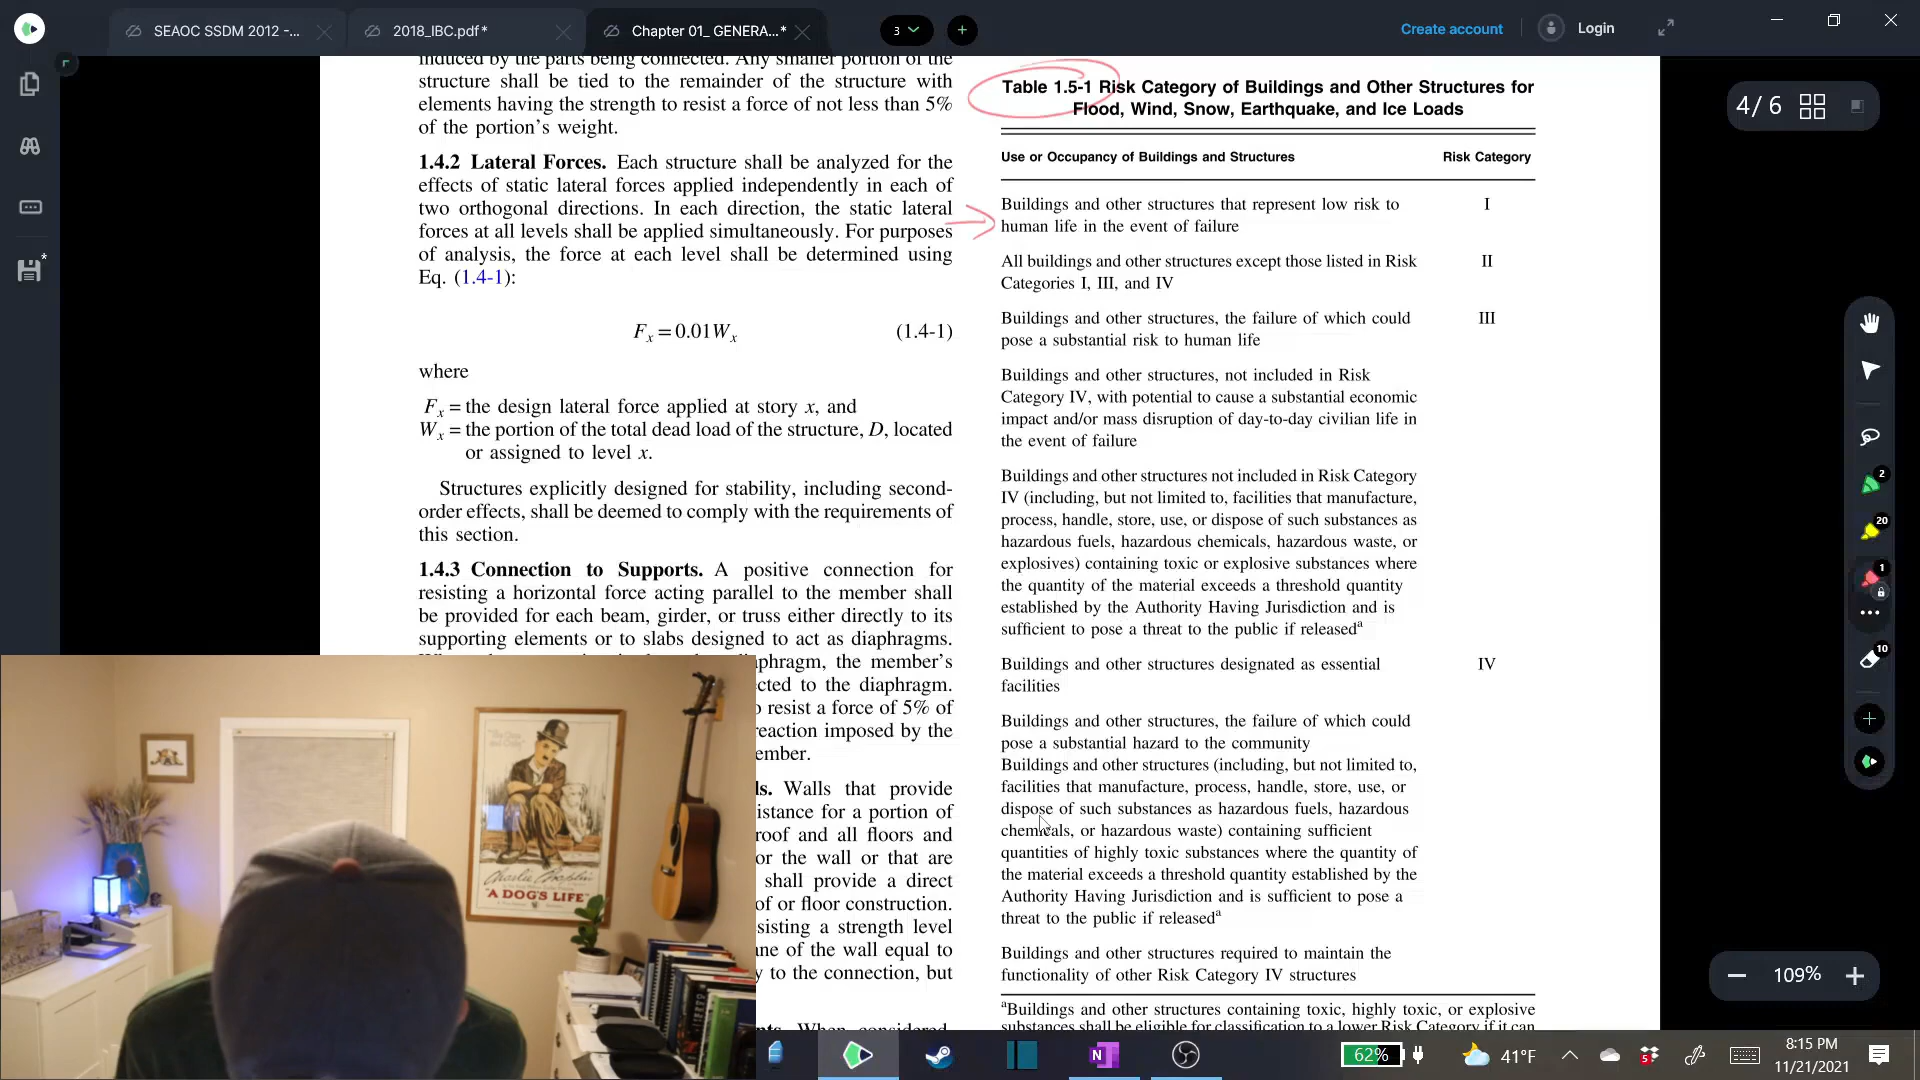 SEAOC SSDM 2012 -...
2018_IBC.pdf*
Chapter 01_ GENERA...*
3
Create account
Login
4/ 6
induced by the parts being connected. Any smaller portion of the
structure shall be tied to the remainder of the structure with
elements having the strength to resist a force of not less than 5%
of the portion's weight.
1.4.2 Lateral Forces. Each structure shall be analyzed for the
effects of static lateral forces applied independently in each of
two orthogonal directions. In each direction, the static lateral
forces at all levels shall be applied simultaneously. For purposes
of analysis, the force at each level shall be determined using
Eq. (1.4-1):
Fx = 0.01Wx (1.4-1)
where
Fx = the design lateral force applied at story x, and
Wx = the portion of the total dead load of the structure, D, located
or assigned to level x.
Structures explicitly designed for stability, including second-
order effects, shall be deemed to comply with the requirements of
this section.
1.4.3 Connection to Supports. A positive connection for
resisting a horizontal force acting parallel to the member shall
be provided for each beam, girder, or truss either directly to its
supporting elements or to slabs designed to act as diaphragms.
aphragm, the member's
cted to the diaphragm.
o resist a force of 5% of
reaction imposed by the
ember.
ls. Walls that provide
istance for a portion of
roof and all floors and
or the wall or that are
shall provide a direct
of or floor construction.
sisting a strength level
ane of the wall equal to
y to the connection, but
nts. When considered
Table 1.5-1 Risk Category of Buildings and Other Structures for
Flood, Wind, Snow, Earthquake, and Ice Loads
Use or Occupancy of Buildings and Structures Risk Category
Buildings and other structures that represent low risk to I
human life in the event of failure
All buildings and other structures except those listed in Risk II
Categories I, III, and IV
Buildings and other structures, the failure of which could III
pose a substantial risk to human life
Buildings and other structures, not included in Risk
Category IV, with potential to cause a substantial economic
impact and/or mass disruption of day-to-day civilian life in
the event of failure
Buildings and other structures not included in Risk Category
IV (including, but not limited to, facilities that manufacture,
process, handle, store, use, or dispose of such substances as
hazardous fuels, hazardous chemicals, hazardous waste, or
explosives) containing toxic or explosive substances where
the quantity of the material exceeds a threshold quantity
established by the Authority Having Jurisdiction and is
sufficient to pose a threat to the public if releasedᵃ
Buildings and other structures designated as essential IV
facilities
Buildings and other structures, the failure of which could
pose a substantial hazard to the community
Buildings and other structures (including, but not limited to,
facilities that manufacture, process, handle, store, use, or
dispose of such substances as hazardous fuels, hazardous
chemicals, or hazardous waste) containing sufficient
quantities of highly toxic substances where the quantity of
the material exceeds a threshold quantity established by the
Authority Having Jurisdiction and is sufficient to pose a
threat to the public if releasedᵃ
Buildings and other structures required to maintain the
functionality of other Risk Category IV structures
ᵃBuildings and other structures containing toxic, highly toxic, or explosive
substances shall be eligible for classification to a lower Risk Category if it can
2
20
1
10
109%
Charlie Chaplin
"A DOG'S LIFE"
N
62%
41°F
5
8:15 PM
11/21/2021